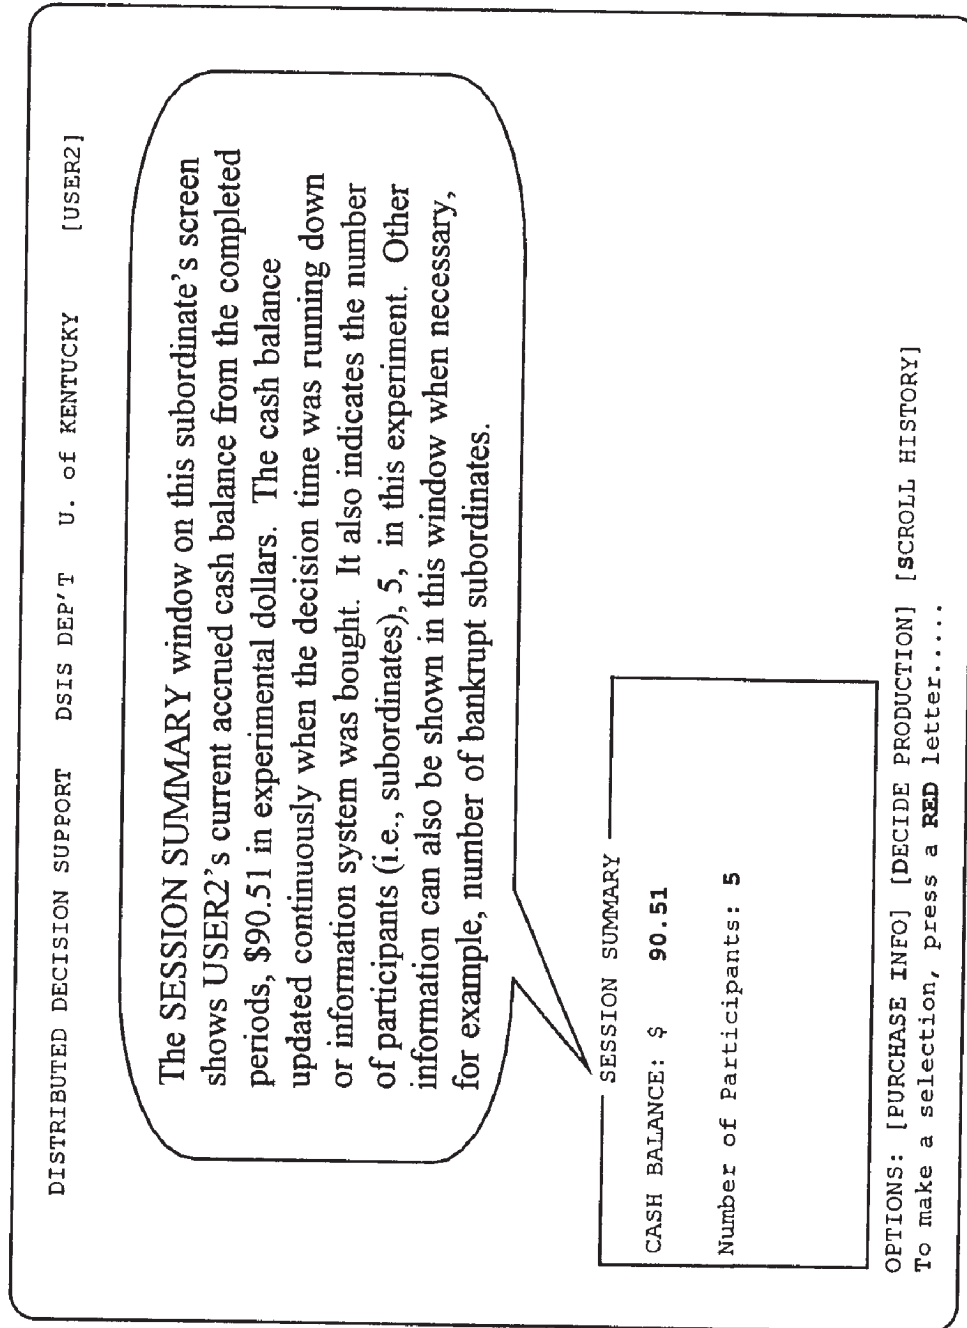 DISTRIBUTED DECISION SUPPORT DSIS DEP'T U. of KENTUCKY [USER2]
The SESSION SUMMARY window on this subordinate's screen
shows USER2's current accrued cash balance from the completed
periods, $90.51 in experimental dollars. The cash balance
updated continuously when the decision time was running down
or information system was bought. It also indicates the number
of participants (i.e., subordinates), 5, in this experiment. Other
information can also be shown in this window when necessary,
for example, number of bankrupt subordinates.
SESSION SUMMARY
CASH BALANCE: $ 90.51
Number of Participants: 5
OPTIONS: [PURCHASE INFO] [DECIDE PRODUCTION] [SCROLL HISTORY]
To make a selection, press a RED letter.....